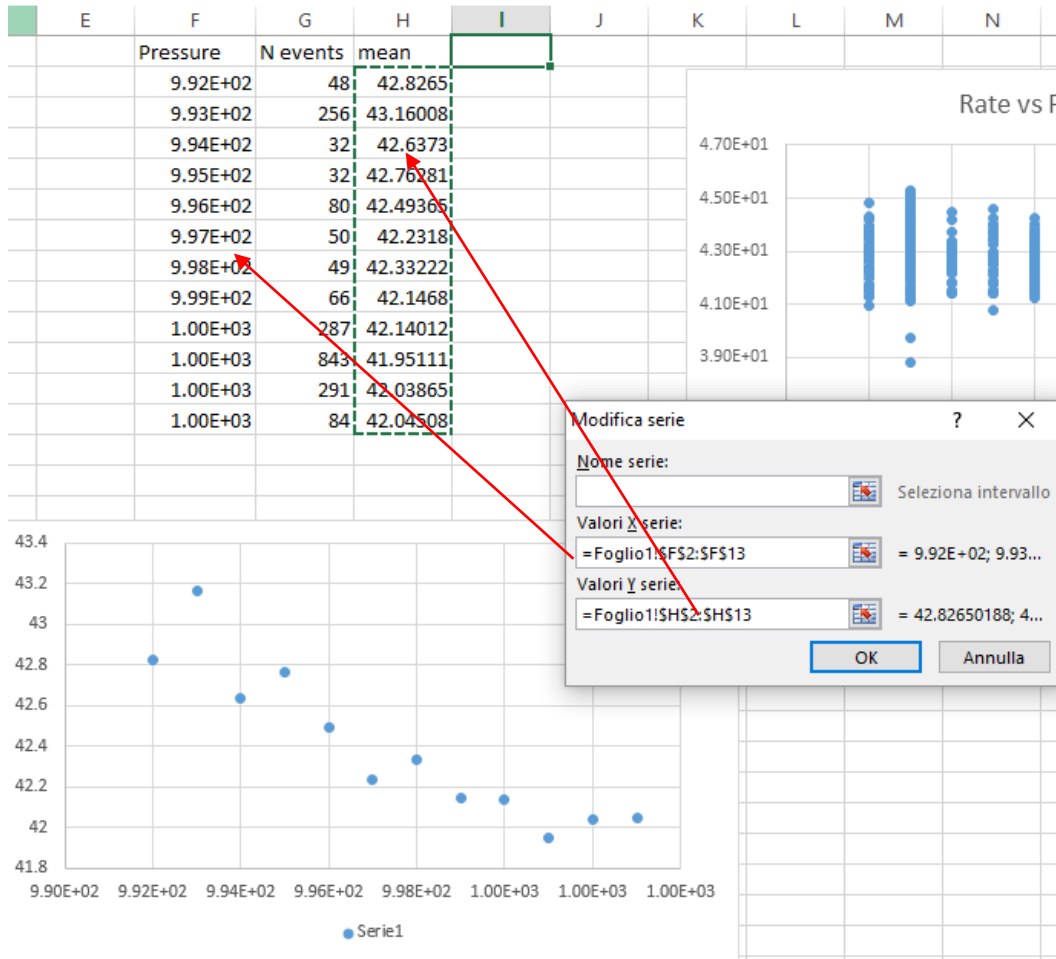 E F G H I J K L M N
Pressure N events mean
9.92E+02 48 42.8265
9.93E+02 256 43.16008
9.94E+02 32 42.6373
9.95E+02 32 42.76281
9.96E+02 80 42.49365
9.97E+02 50 42.2318
9.98E+02 49 42.33222
9.99E+02 66 42.1468
1.00E+03 287 42.14012
1.00E+03 843 41.95111
1.00E+03 291 42.03865
1.00E+03 84 42.04508
Rate vs P
4.70E+01
4.50E+01
4.30E+01
4.10E+01
3.90E+01
Modifica serie ?
Nome serie:
Seleziona intervallo
Valori X serie:
=Foglio1!$F$2:$F$13 = 9.92E+02; 9.93...
Valori Y serie:
=Foglio1!$H$2:$H$13 = 42.82650188; 4...
OK Annulla
43.4
43.2
43
42.8
42.6
42.4
42.2
42
41.8
9.90E+02 9.92E+02 9.94E+02 9.96E+02 9.98E+02 1.00E+03 1.00E+03 1.00E+03
Serie1